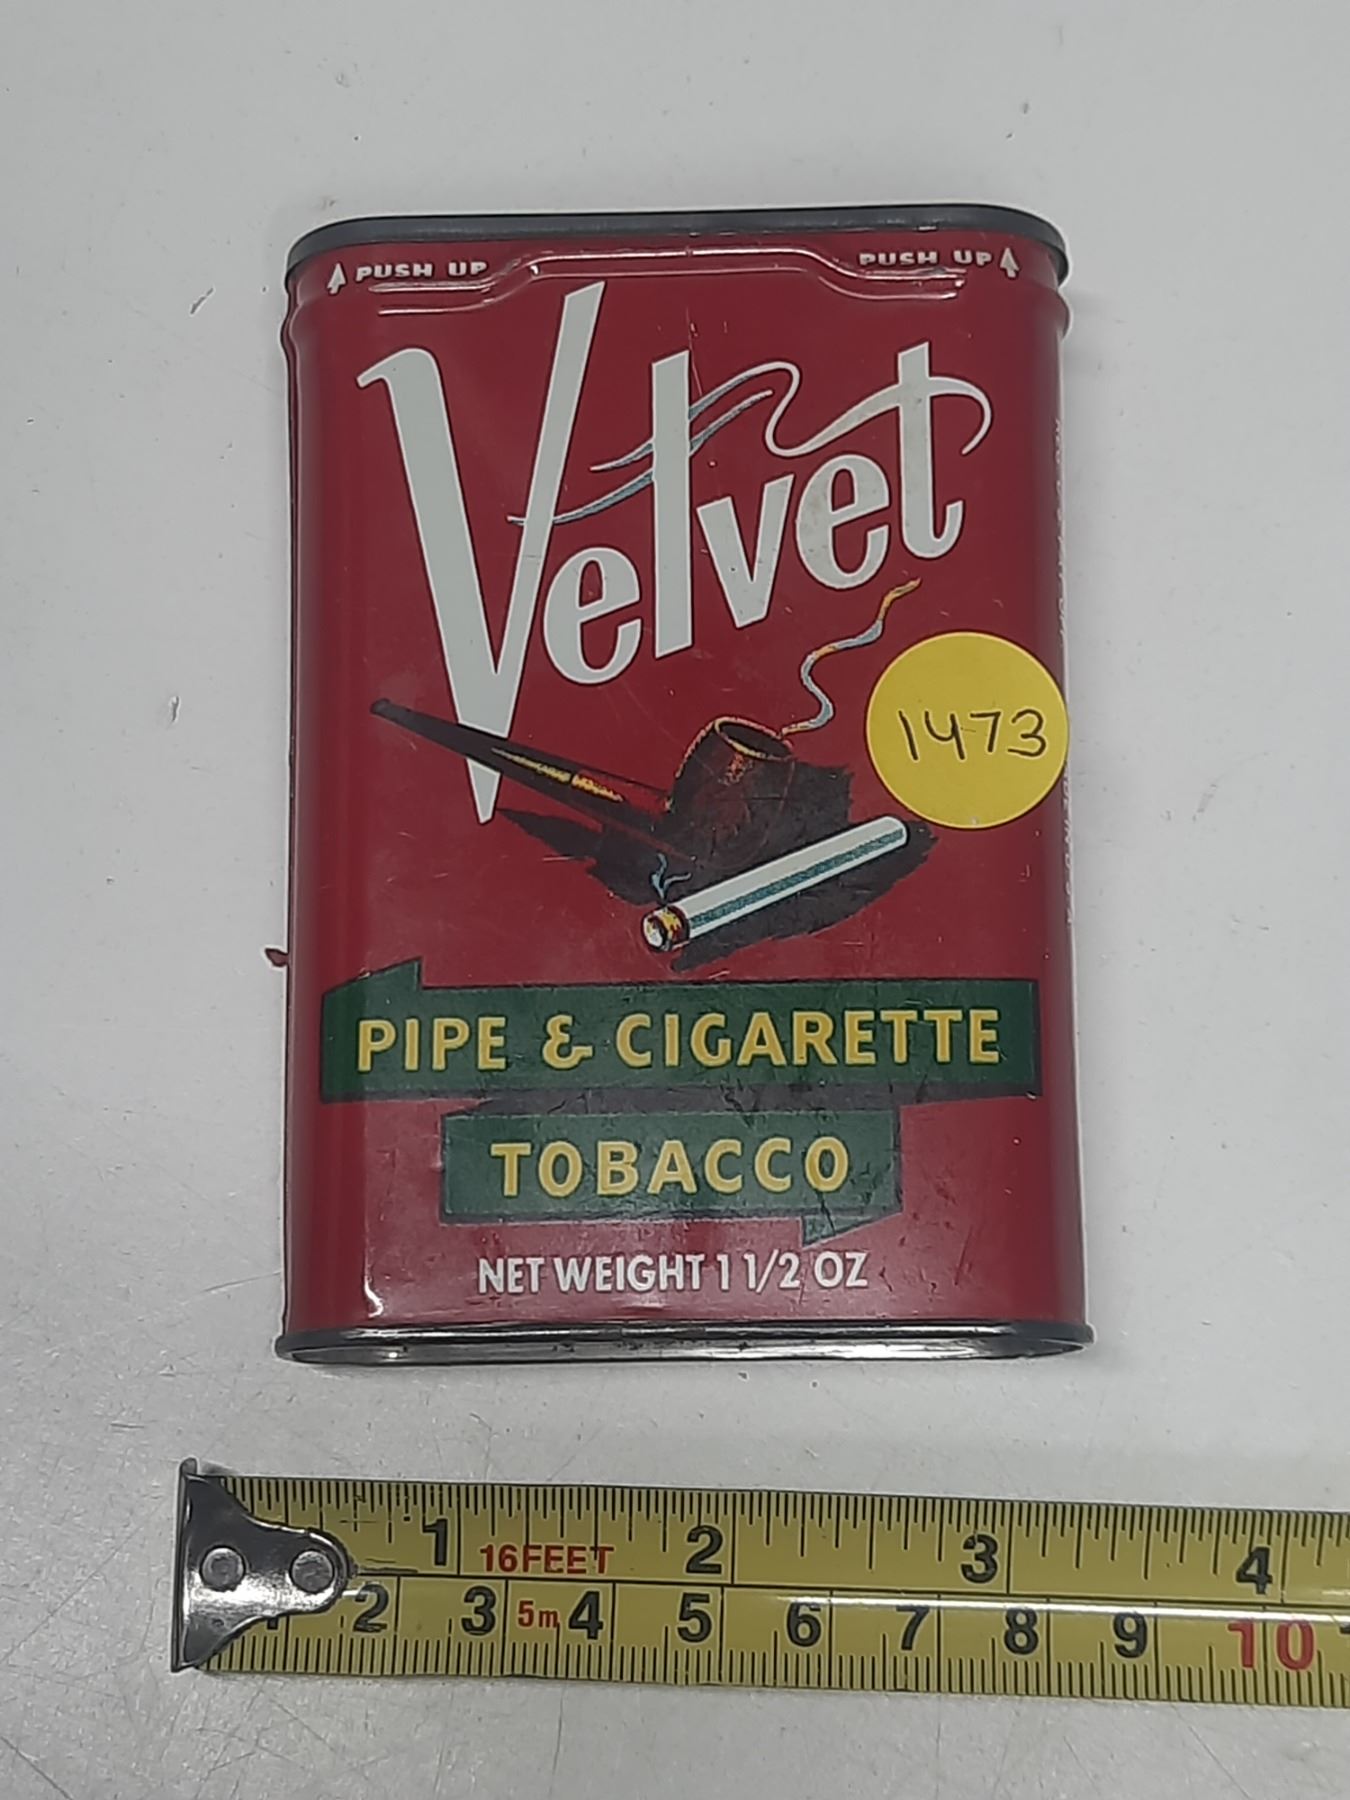 PUSH UP PUSH UP
Velvet
1473
PIPE & CIGARETTE
TOBACCO
NET WEIGHT 1 1/2 OZ
1 16FEET 2 3 4
2 3 5m 4 5 6 7 8 9 10